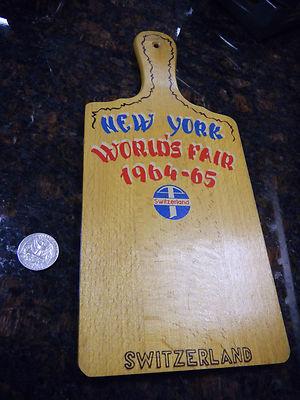 NEW YORK
WORLD'S FAIR
1964-65
Switzerland
SWITZERLAND